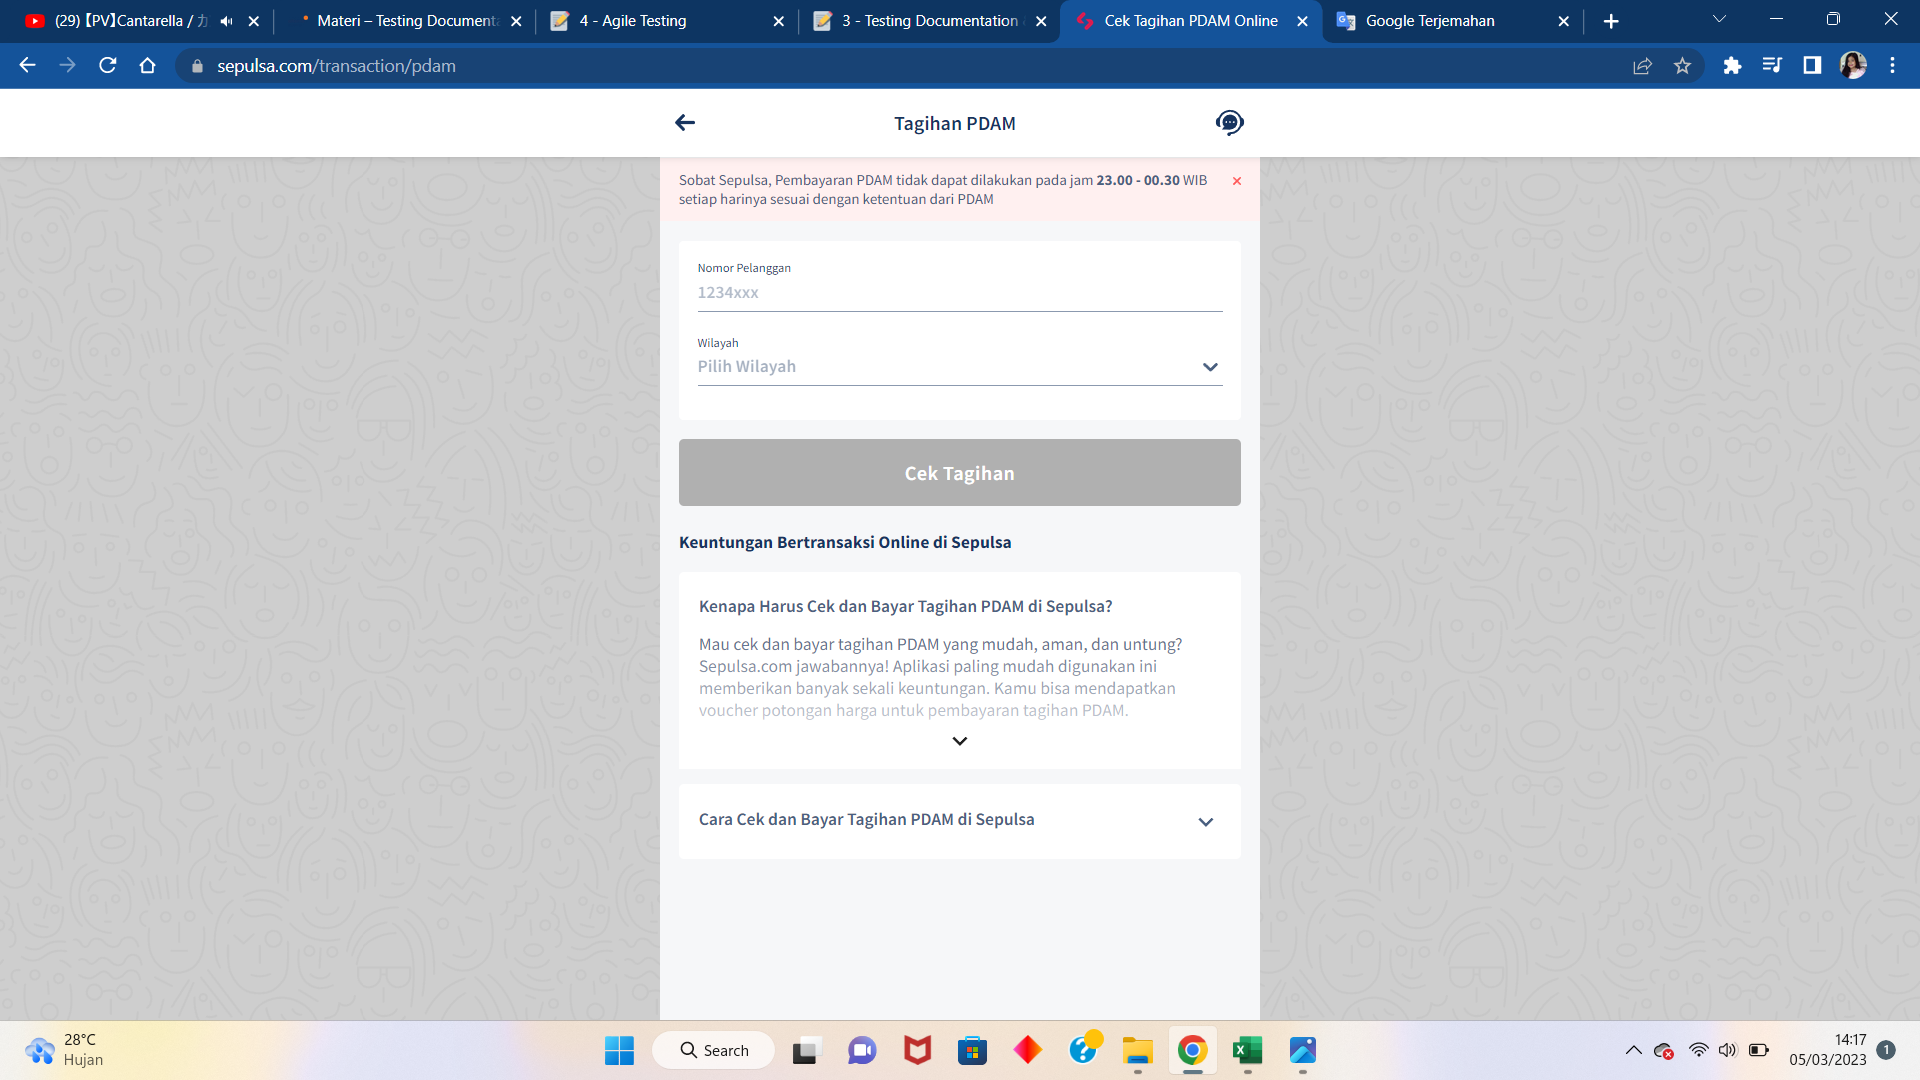 (29) 【PV】Cantarella / カ
Materi – Testing Documenta
4 - Agile Testing
3 - Testing Documentation
Cek Tagihan PDAM Online
Google Terjemahan
sepulsa.com/transaction/pdam
Tagihan PDAM
Sobat Sepulsa, Pembayaran PDAM tidak dapat dilakukan pada jam 23.00 - 00.30 WIB
setiap harinya sesuai dengan ketentuan dari PDAM
Nomor Pelanggan
1234xxx
Wilayah
Pilih Wilayah
Cek Tagihan
Keuntungan Bertransaksi Online di Sepulsa
Kenapa Harus Cek dan Bayar Tagihan PDAM di Sepulsa?
Mau cek dan bayar tagihan PDAM yang mudah, aman, dan untung?
Sepulsa.com jawabannya! Aplikasi paling mudah digunakan ini
memberikan banyak sekali keuntungan. Kamu bisa mendapatkan
voucher potongan harga untuk pembayaran tagihan PDAM.
Cara Cek dan Bayar Tagihan PDAM di Sepulsa
28°C
Hujan
Search
14:17
05/03/2023
1